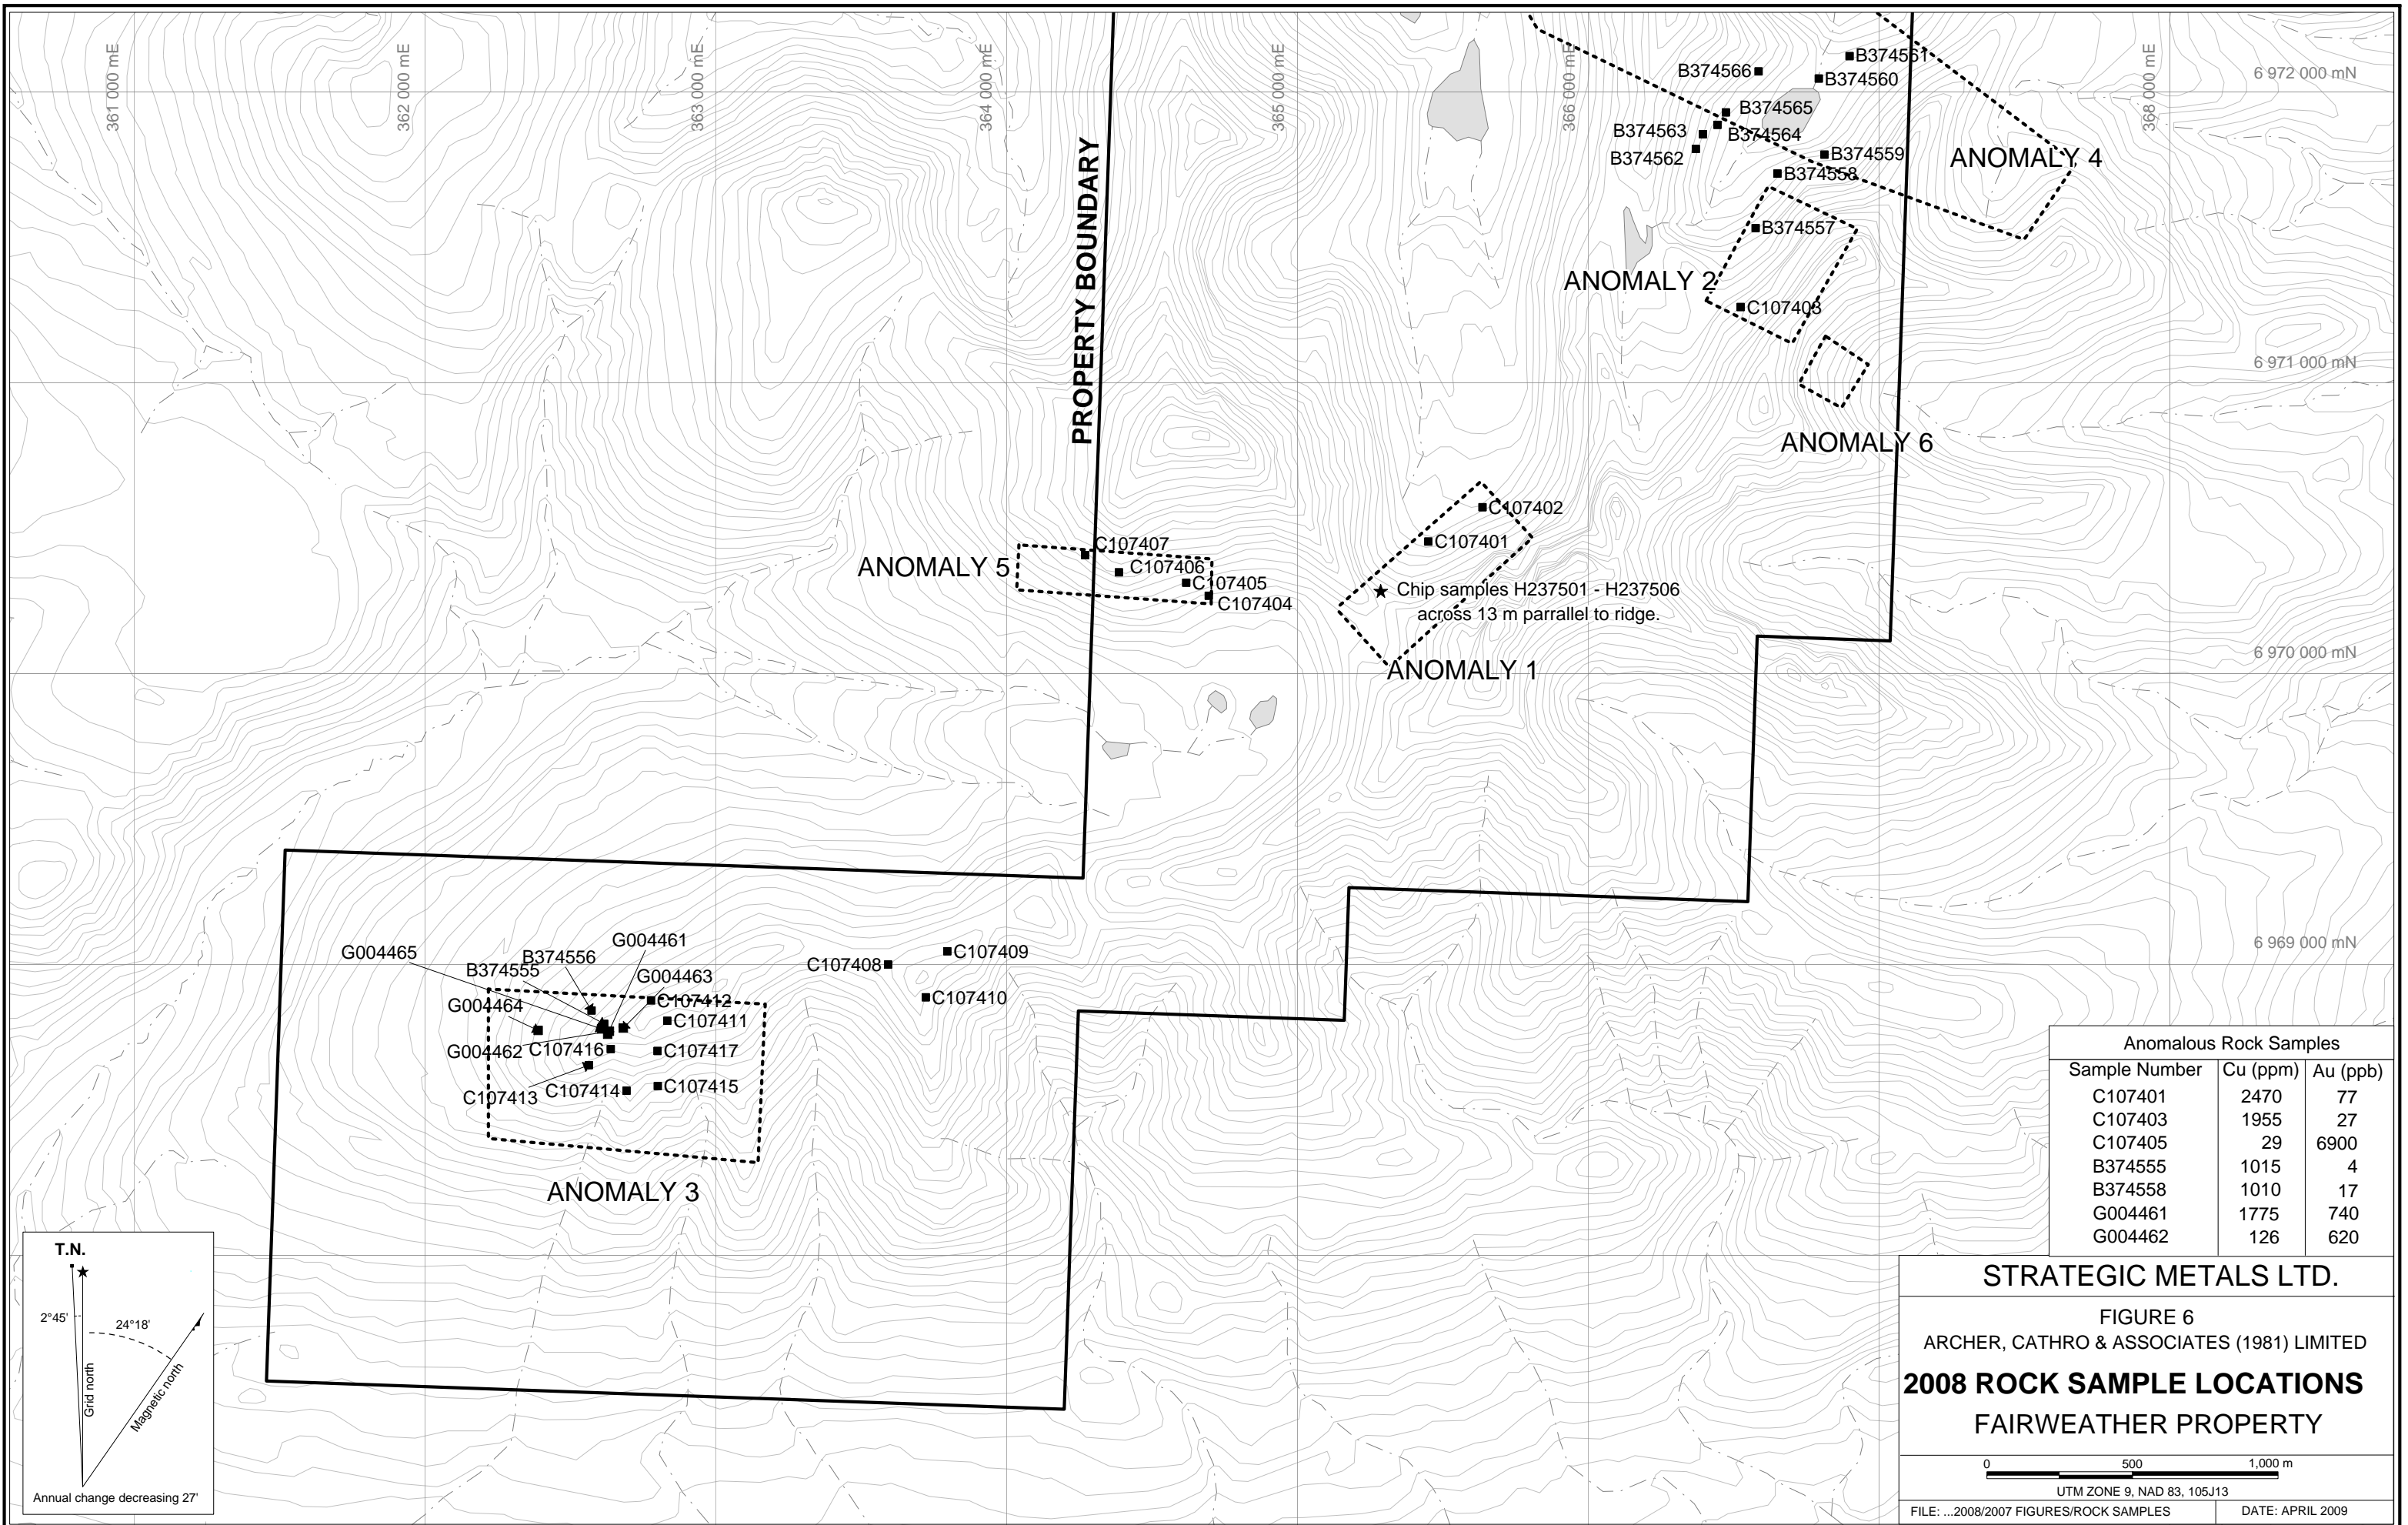 361 000 mE
362 000 mE
363 000 mE
364 000 mE
365 000 mE
366 000 mE
368 000 mE
6 972 000 mN
6 971 000 mN
6 970 000 mN
6 969 000 mN
PROPERTY BOUNDARY
B374561
B374566
B374560
B374565
B374563
B374564
B374562
B374559
ANOMALY 4
B374558
B374557
ANOMALY 2
C107403
ANOMALY 6
C107402
C107401
C107407
ANOMALY 5
C107406
C107405
C107404
Chip samples H237501 - H237506
across 13 m parrallel to ridge.
ANOMALY 1
G004461
G004465
B374556
B374555
G004463
C107409
C107408
C107410
G004464
C107412
C107411
G004462
C107416
C107417
C107413
C107414
C107415
ANOMALY 3
Anomalous Rock Samples
Sample Number Cu (ppm) Au (ppb)
C107401 2470 77
C107403 1955 27
C107405 29 6900
B374555 1015 4
B374558 1010 17
G004461 1775 740
G004462 126 620
T.N.
2°45'
24°18'
Grid north
Magnetic north
Annual change decreasing 27'
STRATEGIC METALS LTD.
FIGURE 6
ARCHER, CATHRO & ASSOCIATES (1981) LIMITED
2008 ROCK SAMPLE LOCATIONS
FAIRWEATHER PROPERTY
0 500 1,000 m
UTM ZONE 9, NAD 83, 105J13
FILE: ...2008/2007 FIGURES/ROCK SAMPLES
DATE: APRIL 2009